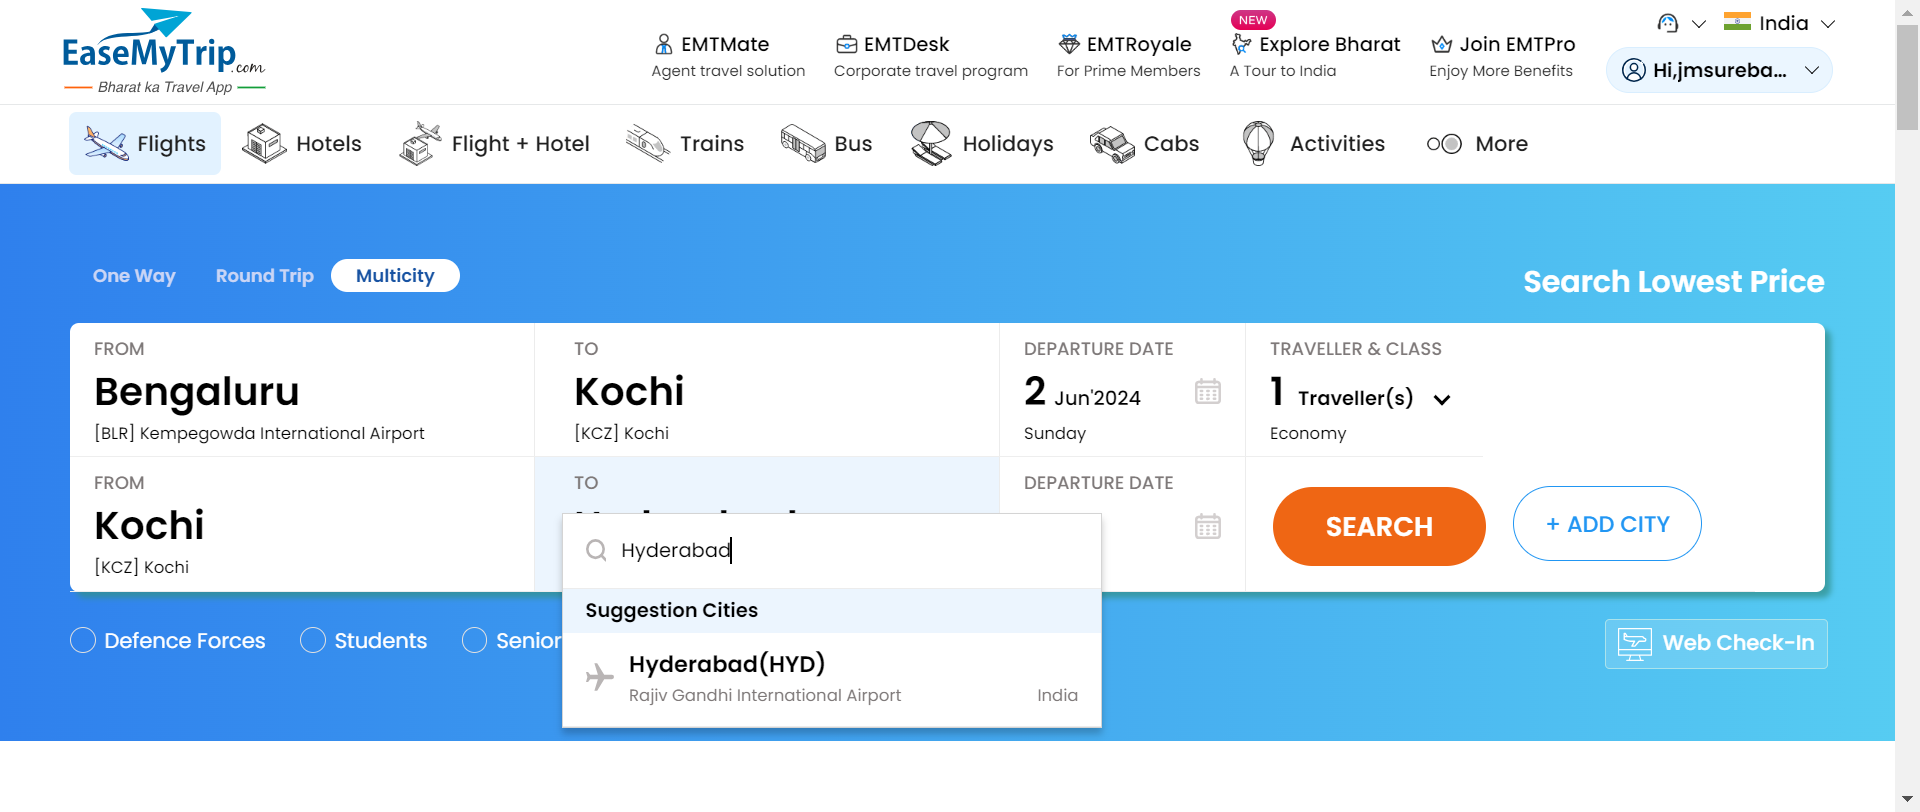 EaseMyTrip.com
Bharat ka Travel App
EMTMate
Agent travel solution
EMTDesk
Corporate travel program
EMTRoyale
For Prime Members
NEW
Explore Bharat
A Tour to India
Join EMTPro
Enjoy More Benefits
India
Hi,jmsureba...
Flights
Hotels
Flight + Hotel
Trains
Bus
Holidays
Cabs
Activities
More
One Way
Round Trip
Multicity
Search Lowest Price
FROM
Bengaluru
[BLR] Kempegowda International Airport
TO
Kochi
[KCZ] Kochi
DEPARTURE DATE
2 Jun'2024
Sunday
TRAVELLER & CLASS
1 Traveller(s)
Economy
FROM
Kochi
[KCZ] Kochi
TO
DEPARTURE DATE
SEARCH
+ ADD CITY
Hyderabad
Suggestion Cities
Hyderabad(HYD)
Rajiv Gandhi International Airport
India
Defence Forces
Students
Senior
Web Check-In